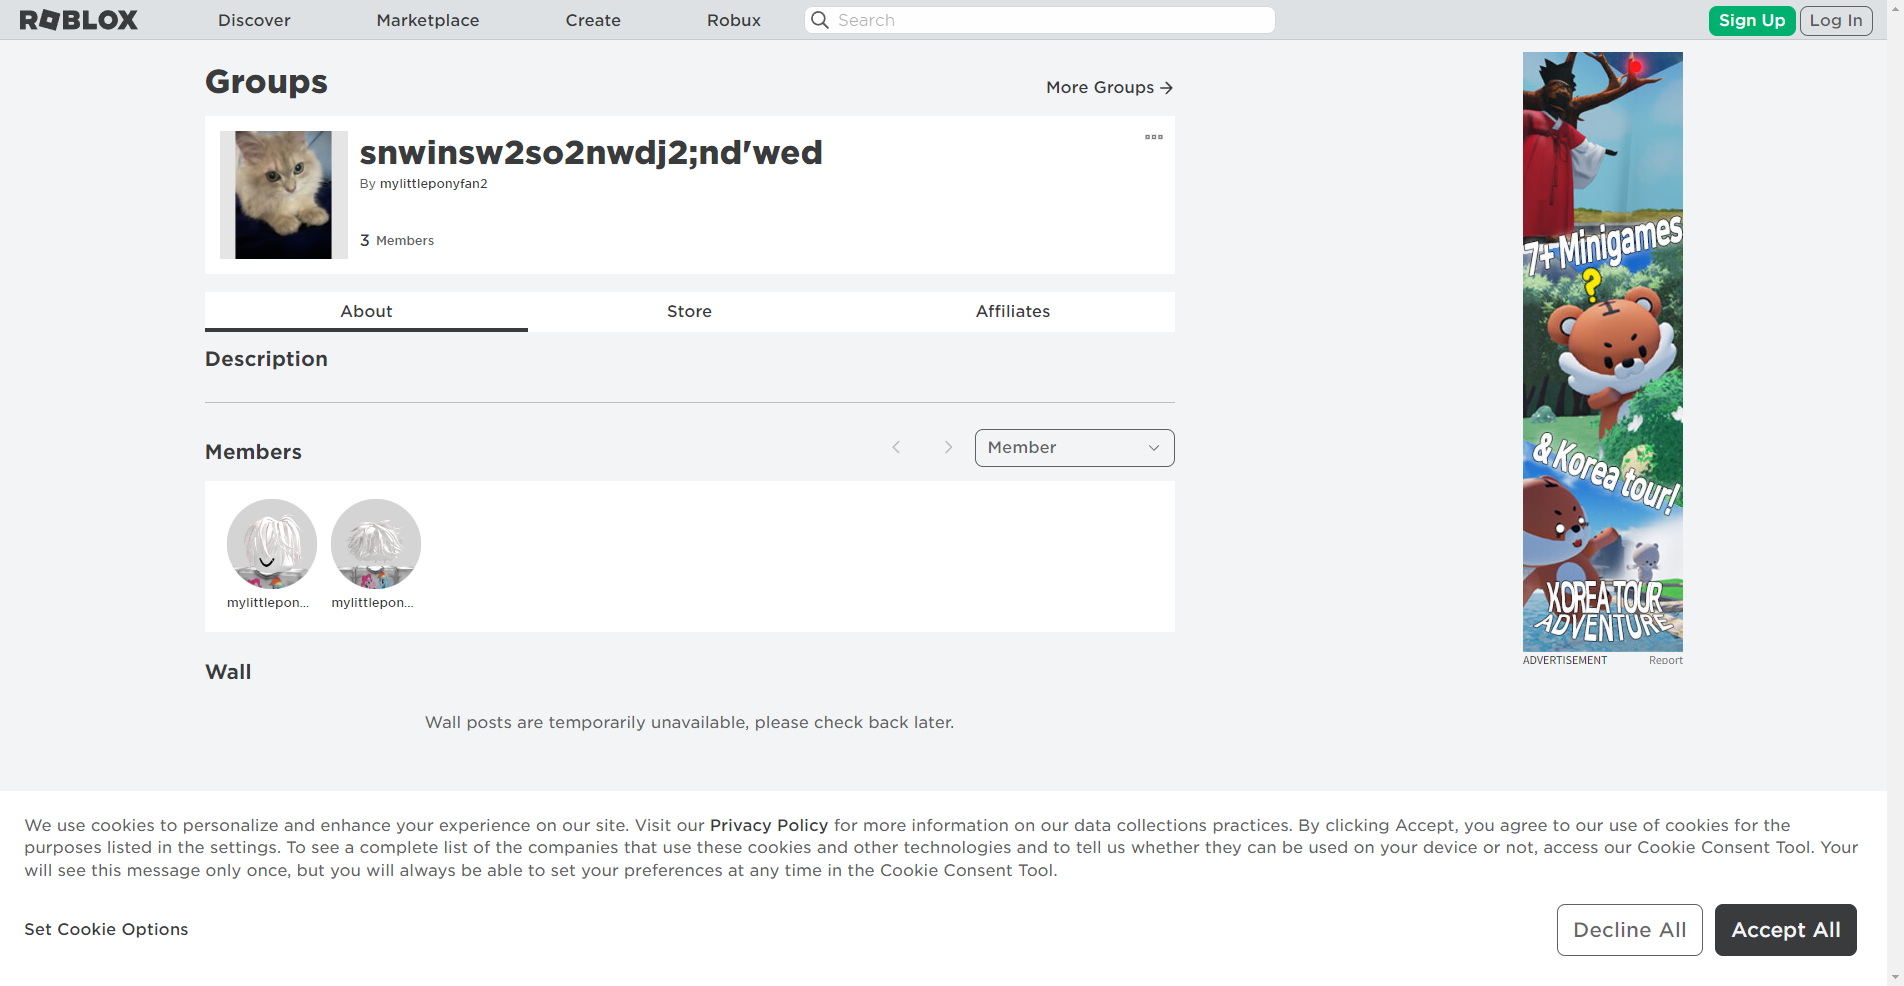 ROBLOX
Discover
Marketplace
Create
Robux
Search
Sign Up
Log In
Groups
More Groups
snwinsw2so2nwdj2;nd'wed
By mylittleponyfan2
3 Members
About
Store
Affiliates
Description
Members
Member
mylittlepon...
mylittlepon...
Wall
Wall posts are temporarily unavailable, please check back later.
7+ Minigames
?
& Korea tour!
KOREA TOUR
ADVENTURE
ADVERTISEMENT
Report
We use cookies to personalize and enhance your experience on our site. Visit our Privacy Policy for more information on our data collections practices. By clicking Accept, you agree to our use of cookies for the
purposes listed in the settings. To see a complete list of the companies that use these cookies and other technologies and to tell us whether they can be used on your device or not, access our Cookie Consent Tool. Your
will see this message only once, but you will always be able to set your preferences at any time in the Cookie Consent Tool.
Set Cookie Options
Decline All
Accept All